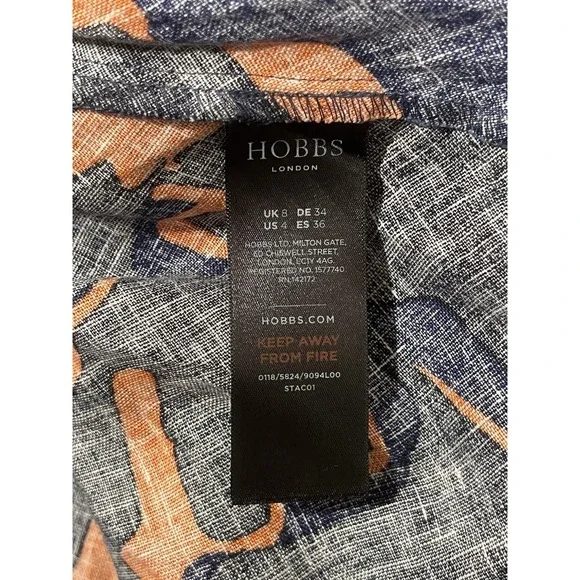 HOBBS
LONDON
UK 8 DE 34
US 4 ES 36
HOBBS LTD, MILTON GATE,
60 CHISWELL STREET,
LONDON, EC1Y 4AG.
REGISTERED NO. 1577740
RN 142172
HOBBS.COM
KEEP AWAY
FROM FIRE
0118/5824/9094L00
STAC01